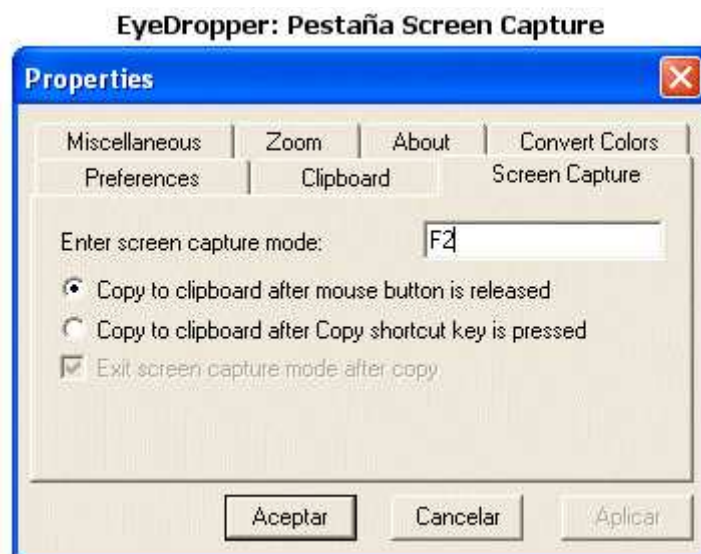 EyeDropper: Pestaña Screen Capture
Properties
Miscellaneous Zoom About Convert Colors
Preferences Clipboard Screen Capture
Enter screen capture mode: F2
Copy to clipboard after mouse button is released
Copy to clipboard after Copy shortcut key is pressed
Exit screen capture mode after copy
Aceptar Cancelar Aplicar